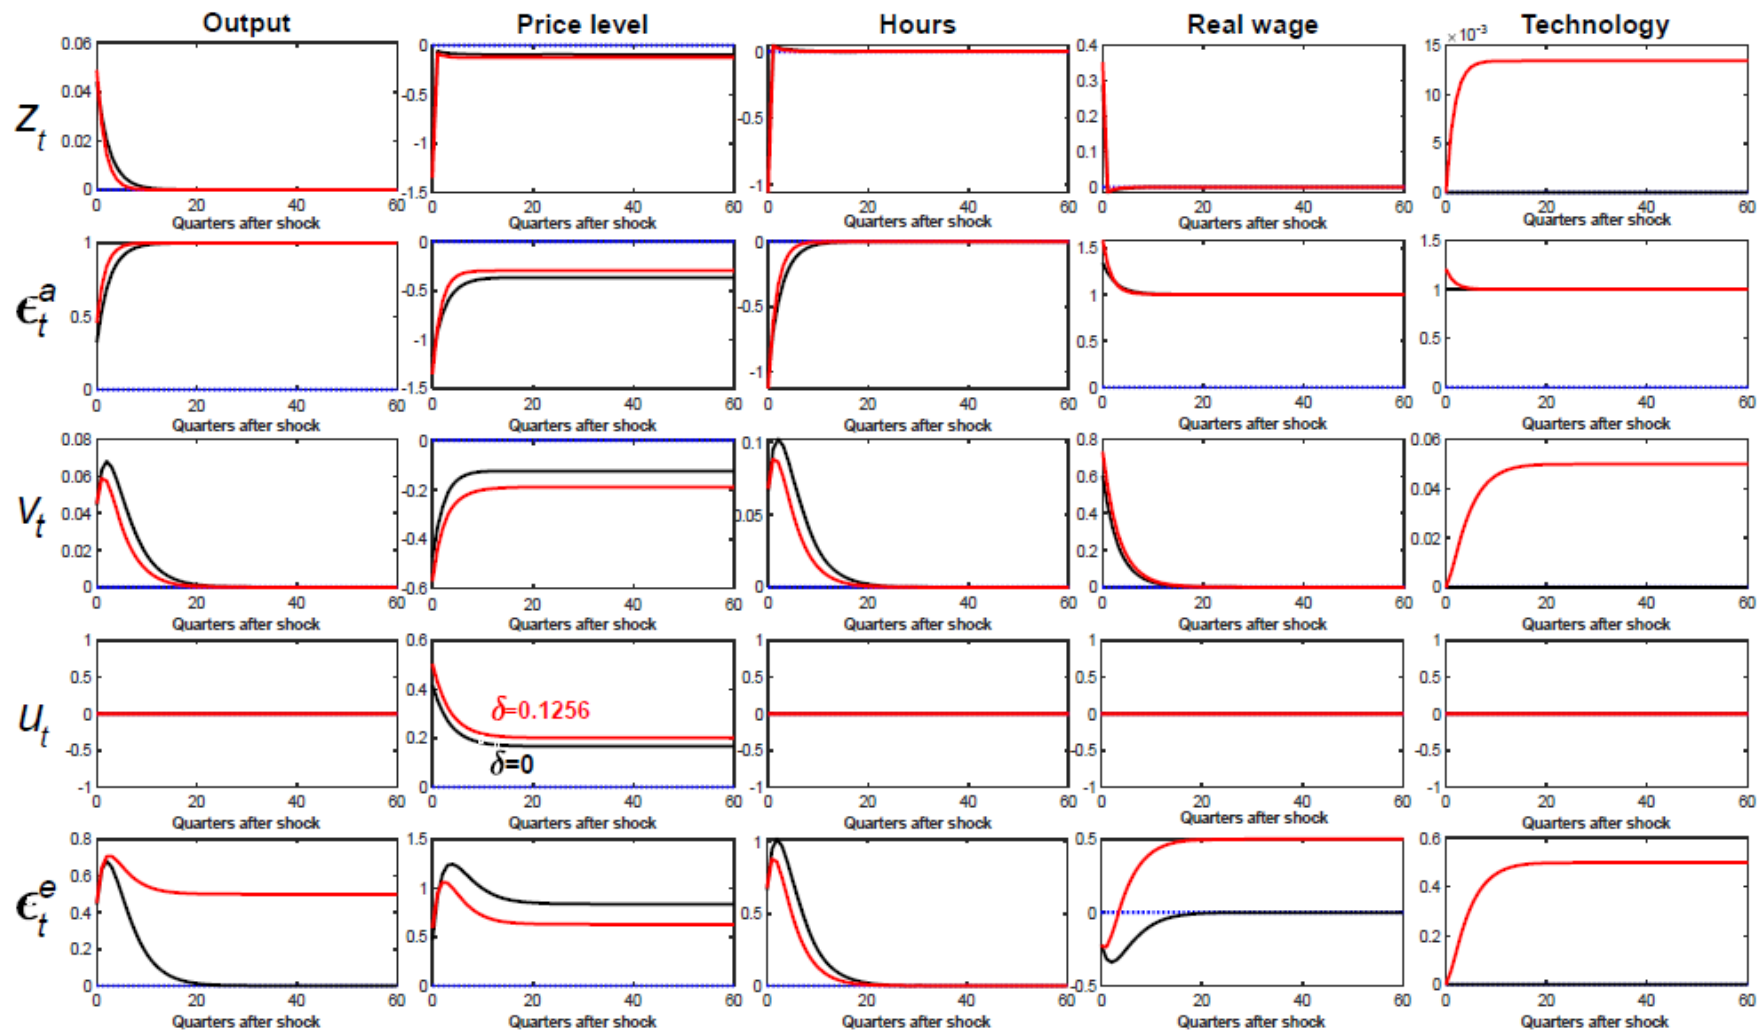 Output Price level Hours Real wage Technology
z_t
0.06 0.04 0.02 0
0 20 40 60
Quarters after shock
0 -0.5 -1 -1.5
0 20 40 60
Quarters after shock
0 -0.5 -1
0 20 40 60
Quarters after shock
0.4 0.3 0.2 0.1 0
0 20 40 60
Quarters after shock
×10⁻³
15 10 5 0
0 20 40 60
Quarters after shock
ϵ_t^a
1 0.5 0
0 20 40 60
Quarters after shock
0 -0.5 -1 -1.5
0 20 40 60
Quarters after shock
0 -0.5 -1
0 20 40 60
Quarters after shock
1.5 1 0.5 0
0 20 40 60
Quarters after shock
1.5 1 0.5 0
0 20 40 60
Quarters after shock
v_t
0.08 0.06 0.04 0.02 0
0 20 40 60
Quarters after shock
0 -0.2 -0.4 -0.6
0 20 40 60
Quarters after shock
0.1 0.05 0
0 20 40 60
Quarters after shock
0.8 0.6 0.4 0.2 0
0 20 40 60
Quarters after shock
0.06 0.04 0.02 0
0 20 40 60
Quarters after shock
u_t
1 0.5 0 -0.5 -1
0 20 40 60
Quarters after shock
0.6 0.4 0.2 0
δ=0.1256
δ=0
0 20 40 60
Quarters after shock
1 0.5 0 -0.5 -1
0 20 40 60
Quarters after shock
1 0.5 0 -0.5 -1
0 20 40 60
Quarters after shock
1 0.5 0 -0.5 -1
0 20 40 60
Quarters after shock
ϵ_t^e
0.8 0.6 0.4 0.2 0
0 20 40 60
Quarters after shock
1.5 1 0.5 0
0 20 40 60
Quarters after shock
1 0.5 0
0 20 40 60
Quarters after shock
0.5 0 -0.5
0 20 40 60
Quarters after shock
0.6 0.4 0.2 0
0 20 40 60
Quarters after shock